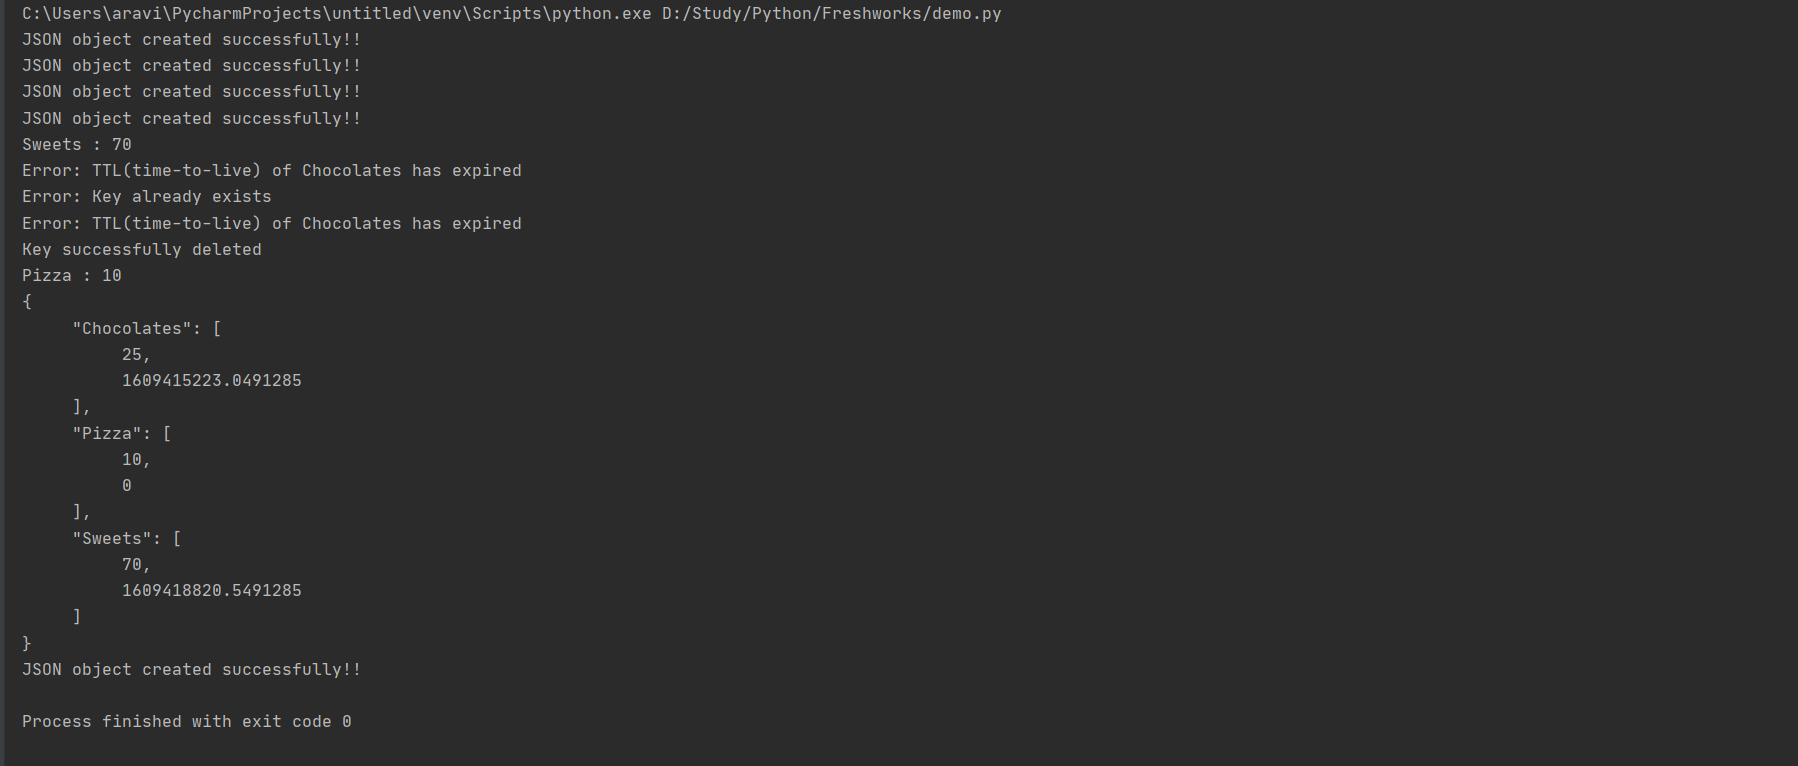 C:\Users\aravi\PycharmProjects\untitled\venv\Scripts\python.exe D:/Study/Python/Freshworks/demo.py
JSON object created successfully!!
JSON object created successfully!!
JSON object created successfully!!
JSON object created successfully!!
Sweets : 70
Error: TTL(time-to-live) of Chocolates has expired
Error: Key already exists
Error: TTL(time-to-live) of Chocolates has expired
Key successfully deleted
Pizza : 10
{
     "Chocolates": [
          25,
          1609415223.0491285
     ],
     "Pizza": [
          10,
          0
     ],
     "Sweets": [
          70,
          1609418820.5491285
     ]
}
JSON object created successfully!!

Process finished with exit code 0